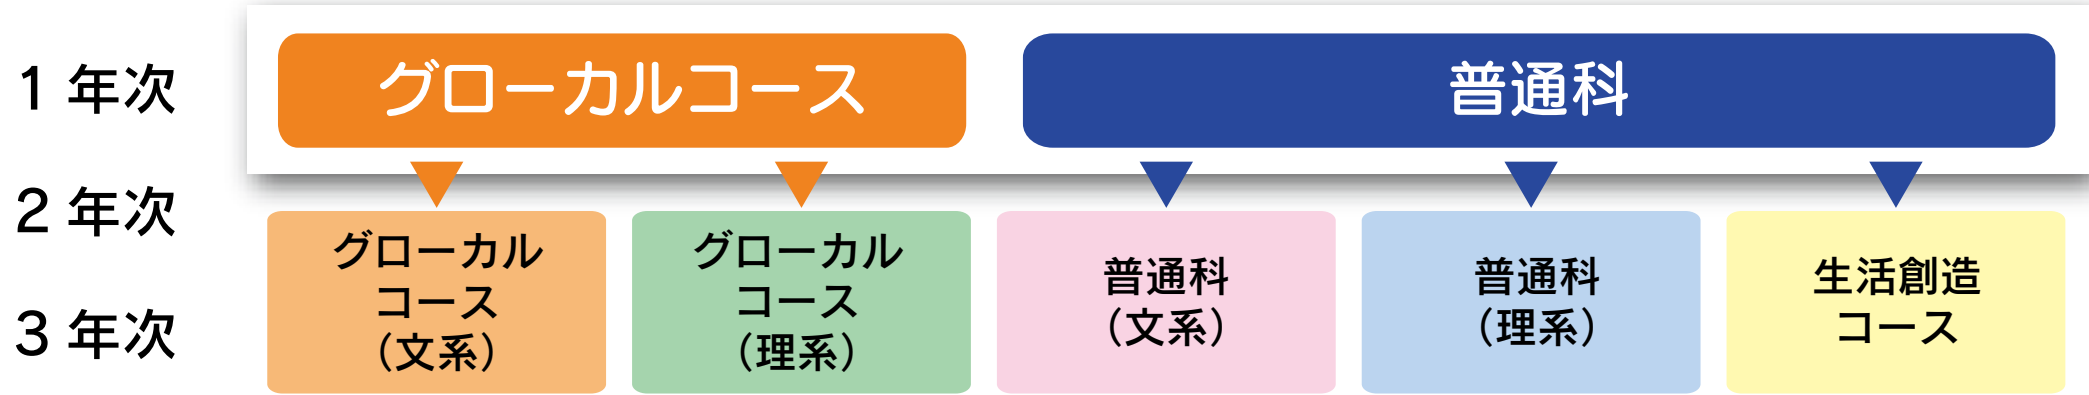 1 年次
グローカルコース
普通科
2 年次
3 年次
グローカル
コース
（文系）
グローカル
コース
（理系）
普通科
（文系）
普通科
（理系）
生活創造
コース